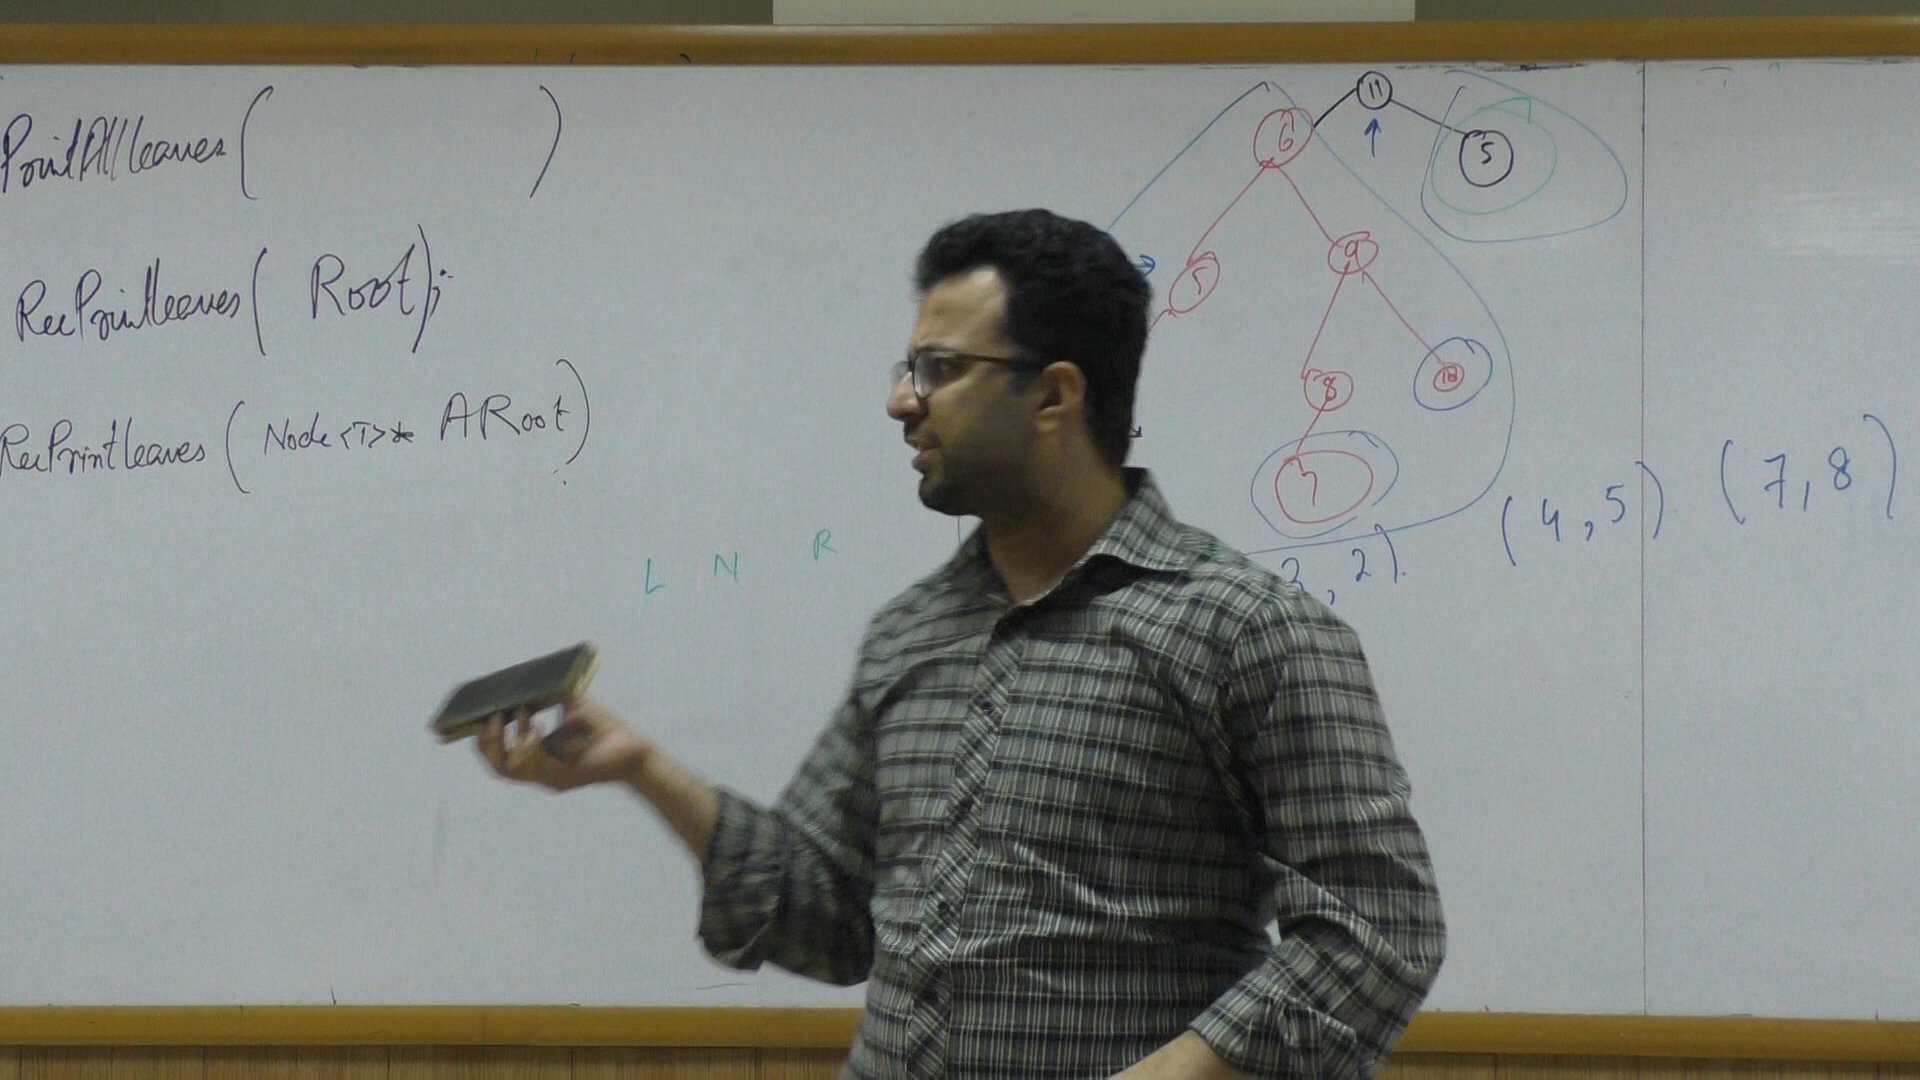 PrintAllleaves(          )
RecPrintleaves( Root);
RecPrintleaves (Node<T>* ARoot)
L N R
11
6
5
5
9
8
10
7
3, 2). (4,5) (7,8)